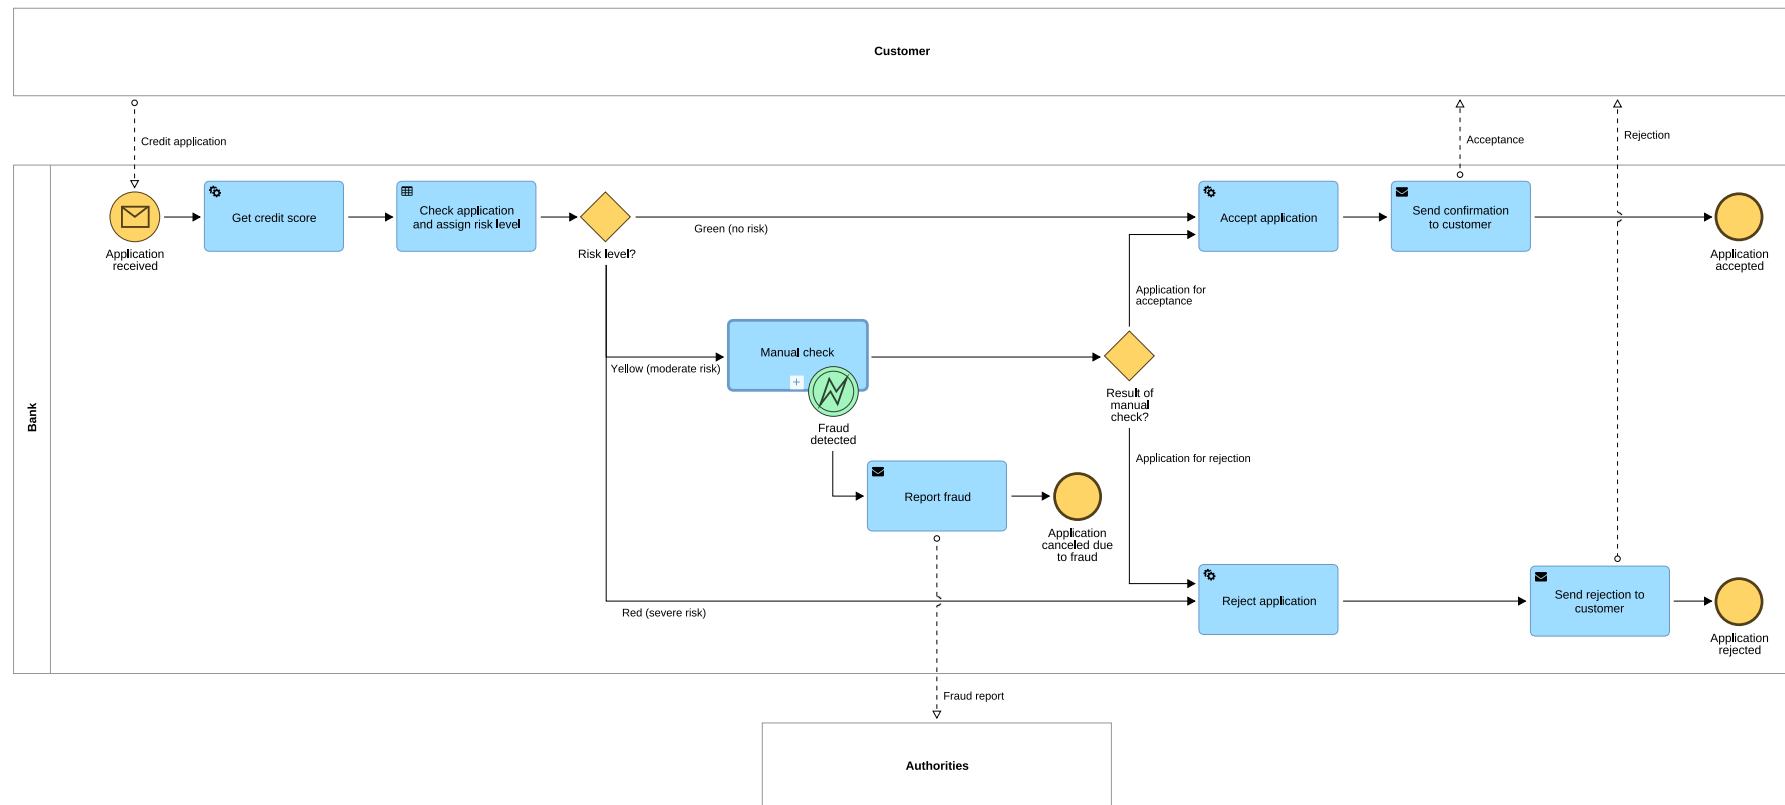 Customer
Credit application
Acceptance
Rejection
Bank
Application
received
Get credit score
Check application
and assign risk level
Risk level?
Green (no risk)
Accept application
Send confirmation
to customer
Application
accepted
Application for
acceptance
Manual check
Yellow (moderate risk)
Fraud
detected
Result of
manual
check?
Application for rejection
Report fraud
Application
canceled due
to fraud
Red (severe risk)
Reject application
Send rejection to
customer
Application
rejected
Fraud report
Authorities